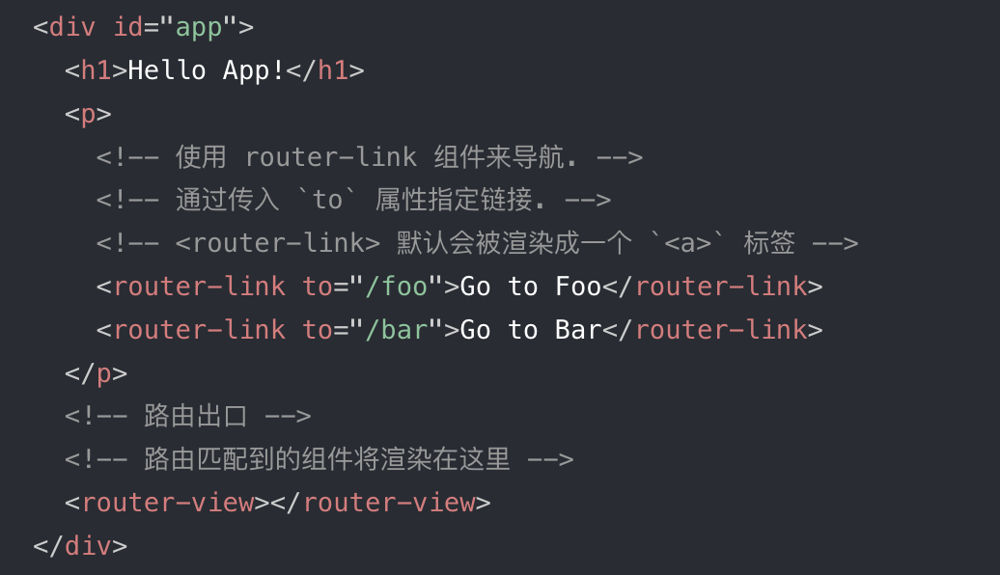 <div id="app">
  <h1>Hello App!</h1>
  <p>
    <!-- 使用 router-link 组件来导航. -->
    <!-- 通过传入 `to` 属性指定链接. -->
    <!-- <router-link> 默认会被渲染成一个 `<a>` 标签 -->
    <router-link to="/foo">Go to Foo</router-link>
    <router-link to="/bar">Go to Bar</router-link>
  </p>
  <!-- 路由出口 -->
  <!-- 路由匹配到的组件将渲染在这里 -->
  <router-view></router-view>
</div>